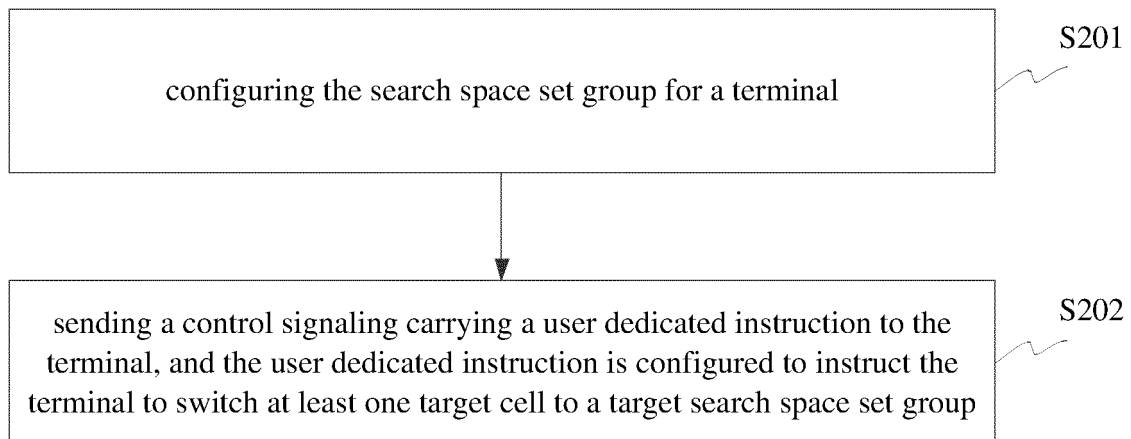 S201
configuring the search space set group for a terminal
S202
sending a control signaling carrying a user dedicated instruction to the
terminal, and the user dedicated instruction is configured to instruct the
terminal to switch at least one target cell to a target search space set group